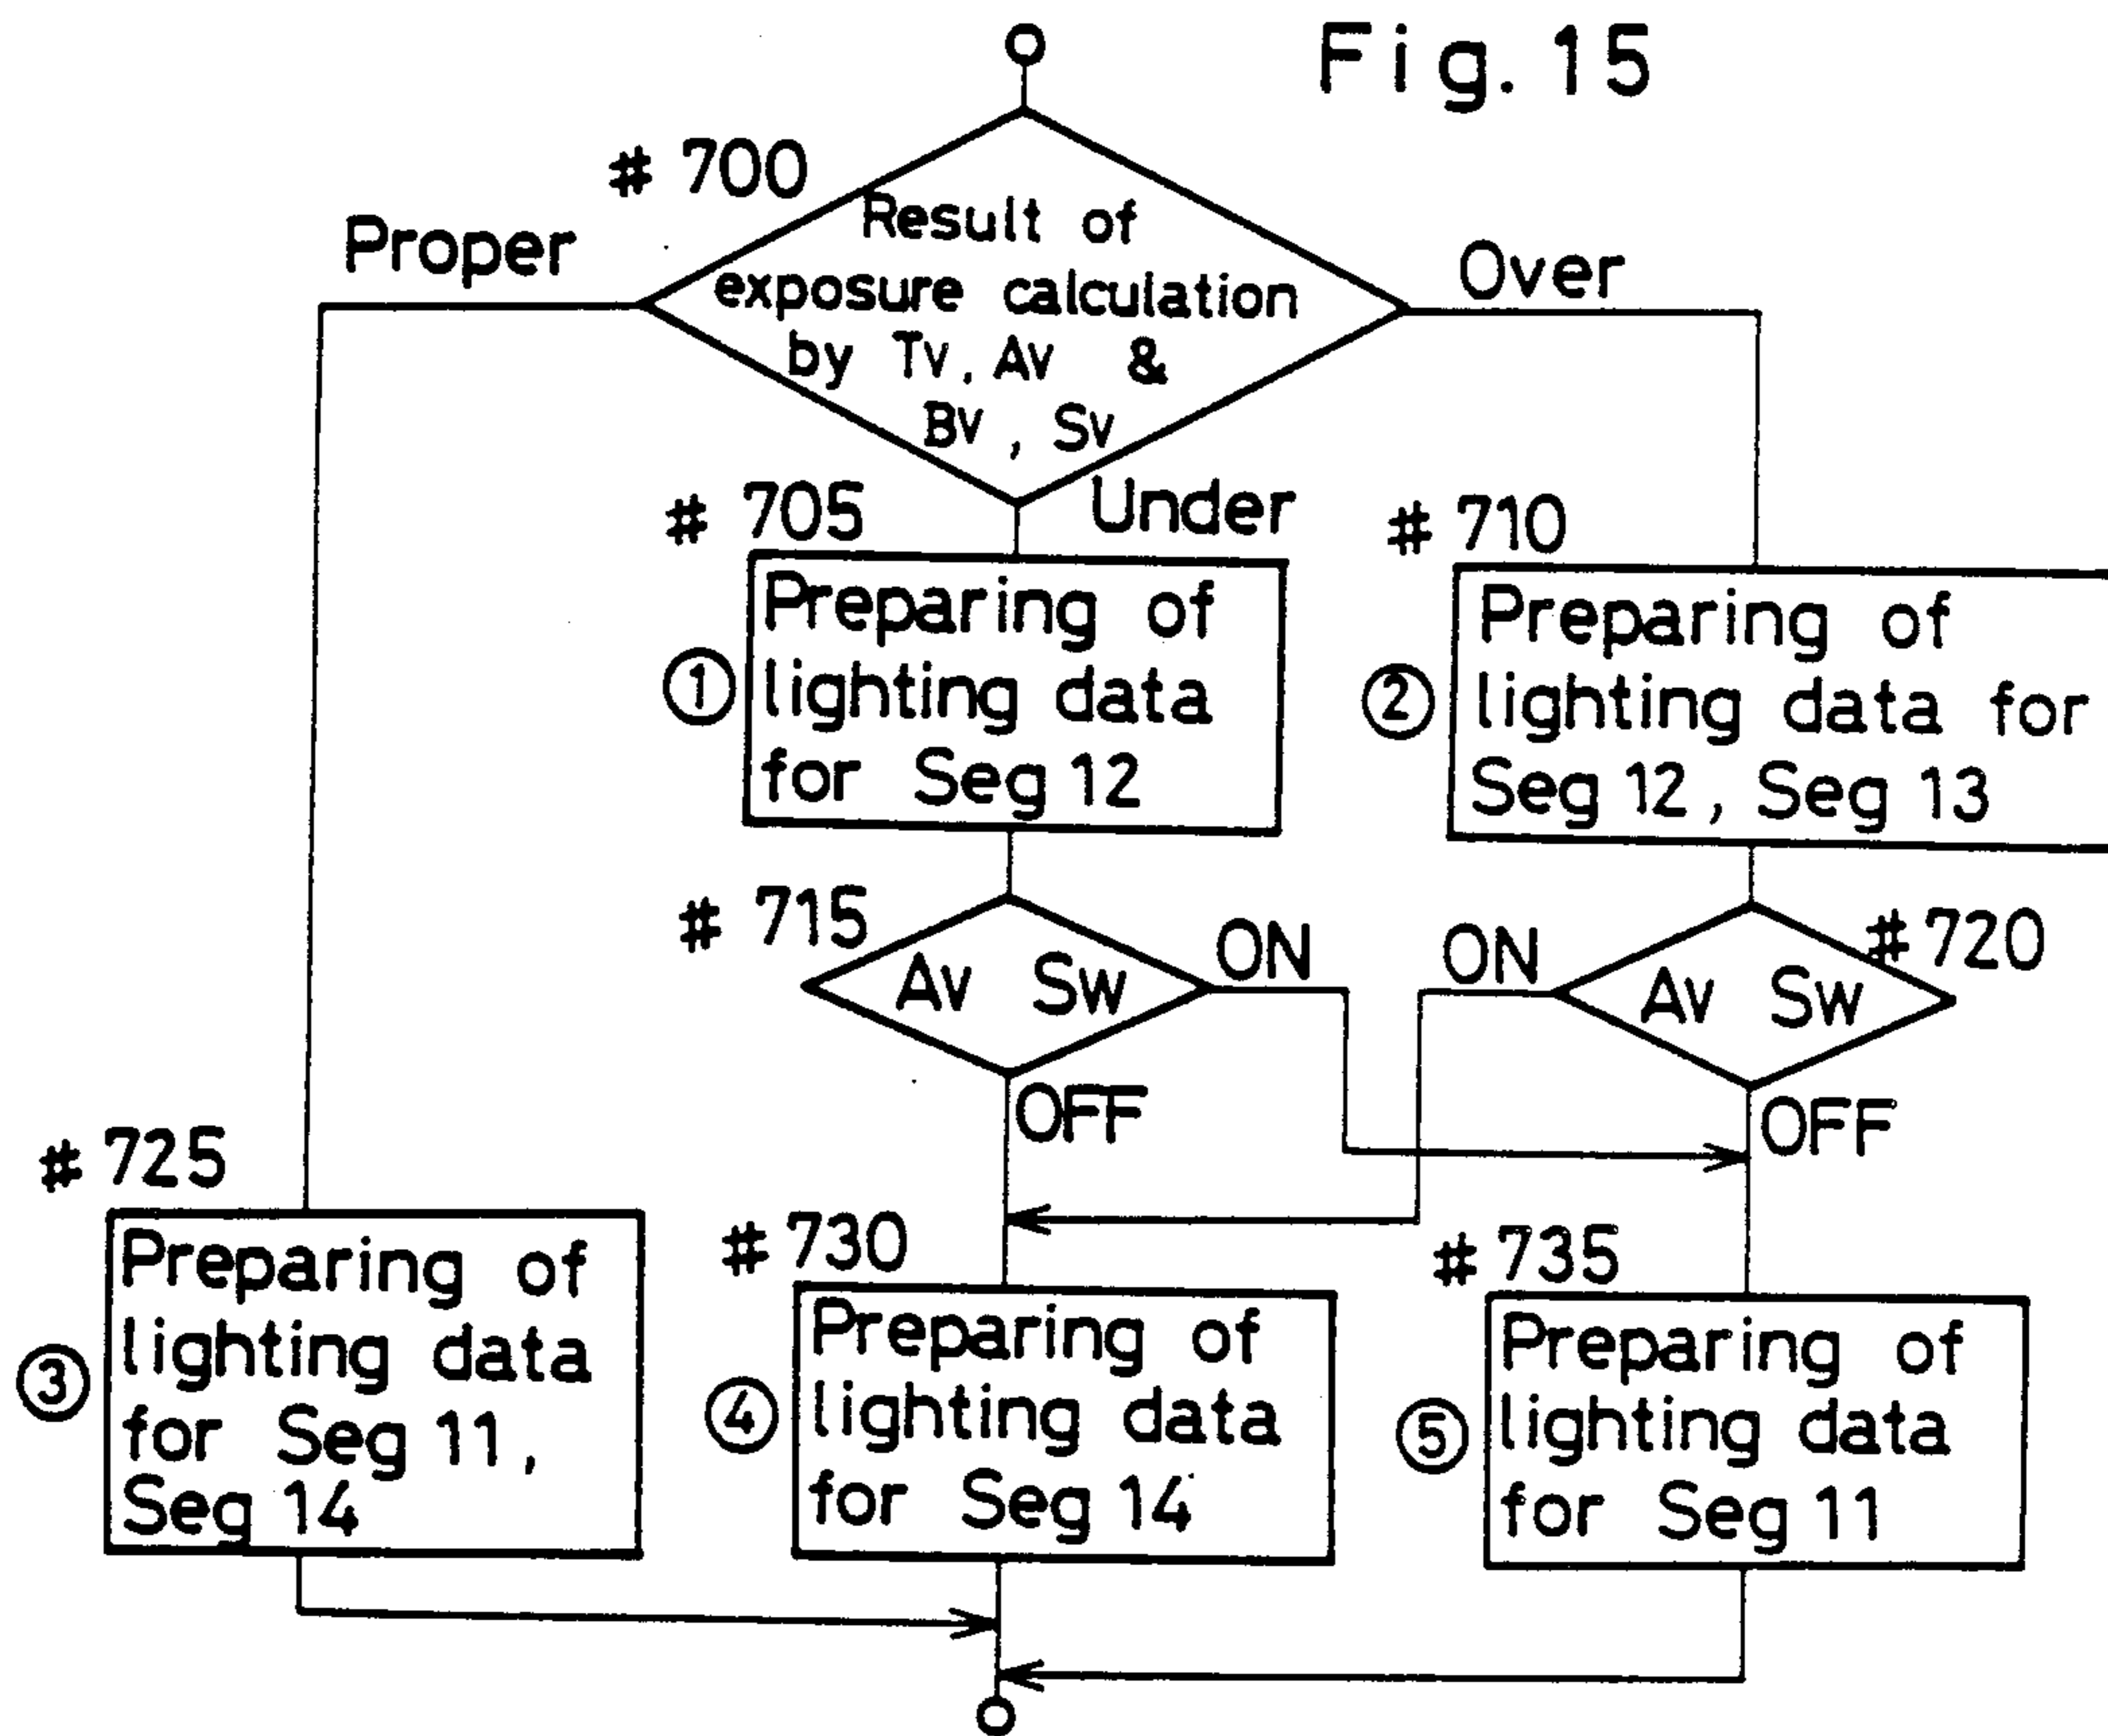 Fig. 15
# 700
Result of
exposure calculation
by Tv, Av &
Bv, Sv
Proper
Over
Under
# 705
① Preparing of
lighting data
for Seg 12
# 710
② Preparing of
lighting data for
Seg 12, Seg 13
# 715
Av Sw
ON
OFF
# 720
Av Sw
ON
OFF
# 725
③ Preparing of
lighting data
for Seg 11,
Seg 14
# 730
④ Preparing of
lighting data
for Seg 14
# 735
⑤ Preparing of
lighting data
for Seg 11